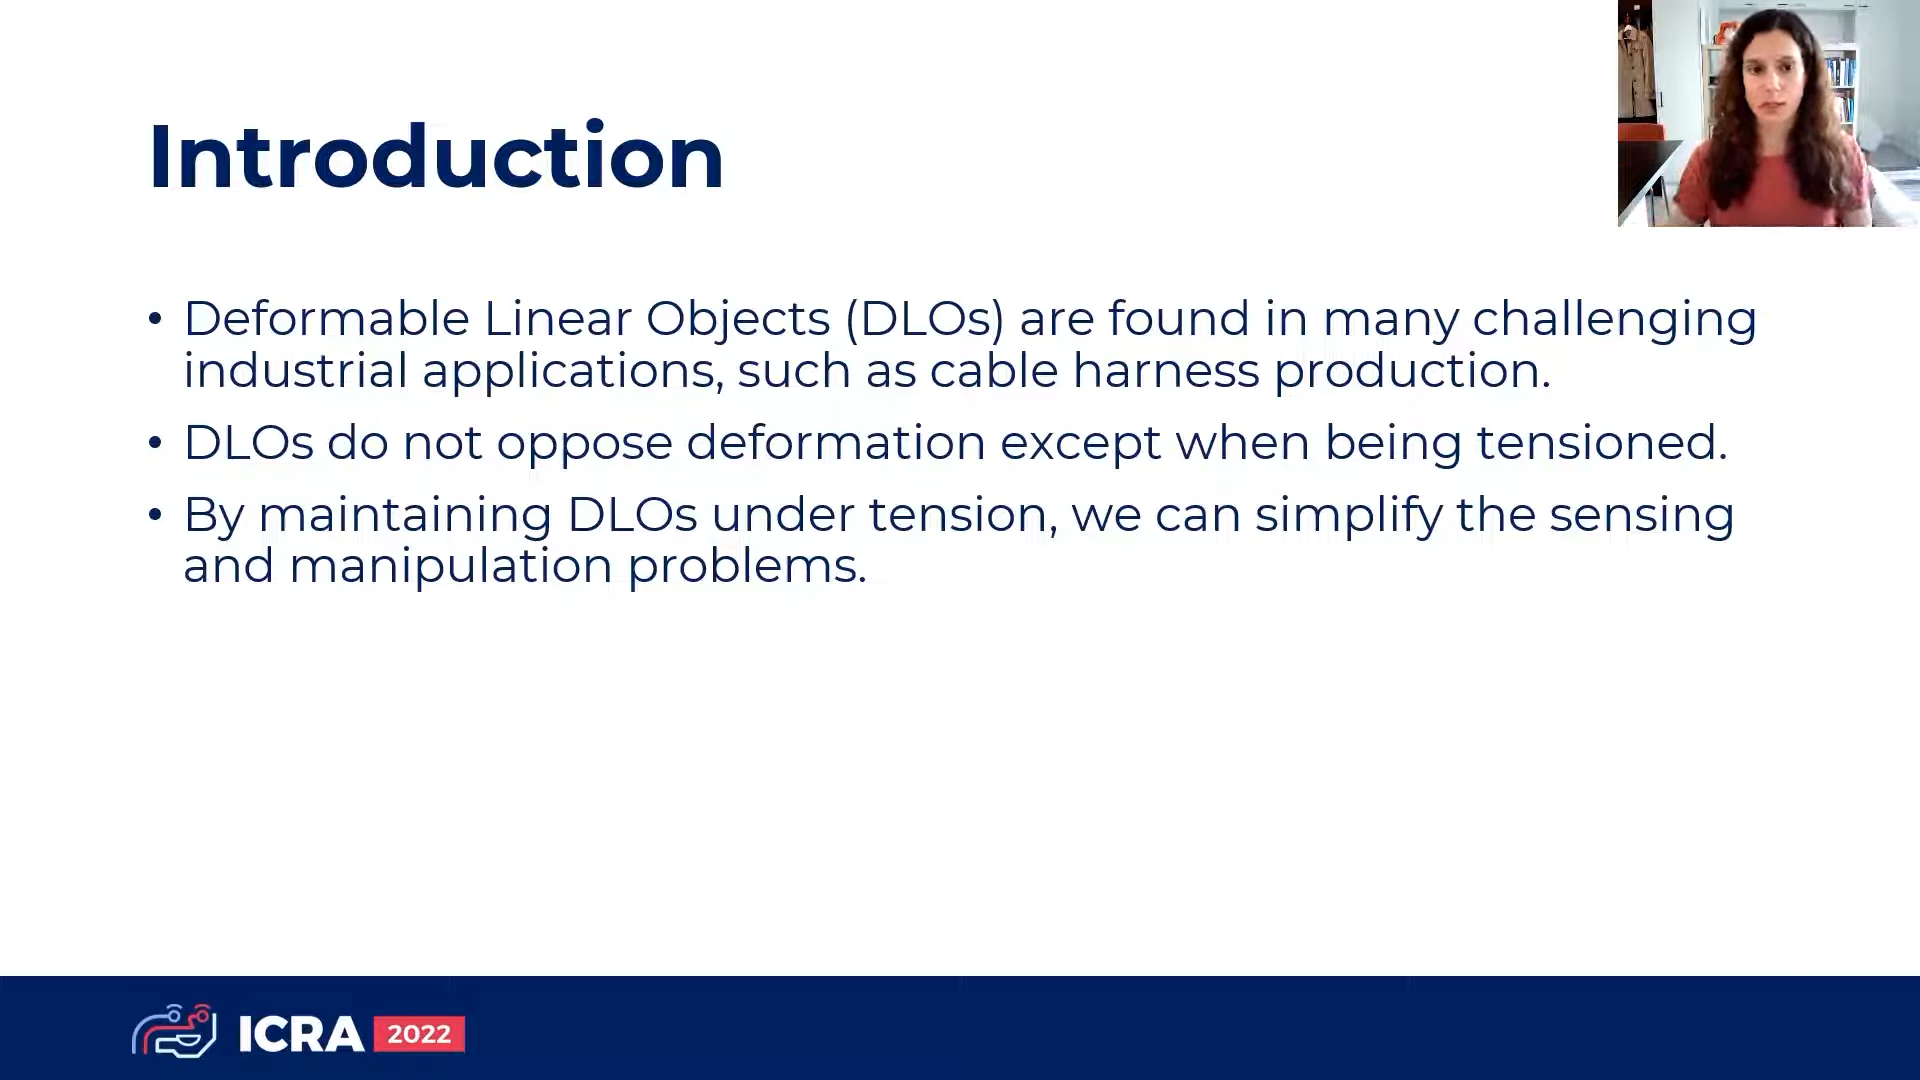 Introduction
• Deformable Linear Objects (DLOs) are found in many challenging
industrial applications, such as cable harness production.
• DLOs do not oppose deformation except when being tensioned.
• By maintaining DLOs under tension, we can simplify the sensing
and manipulation problems.
ICRA 2022